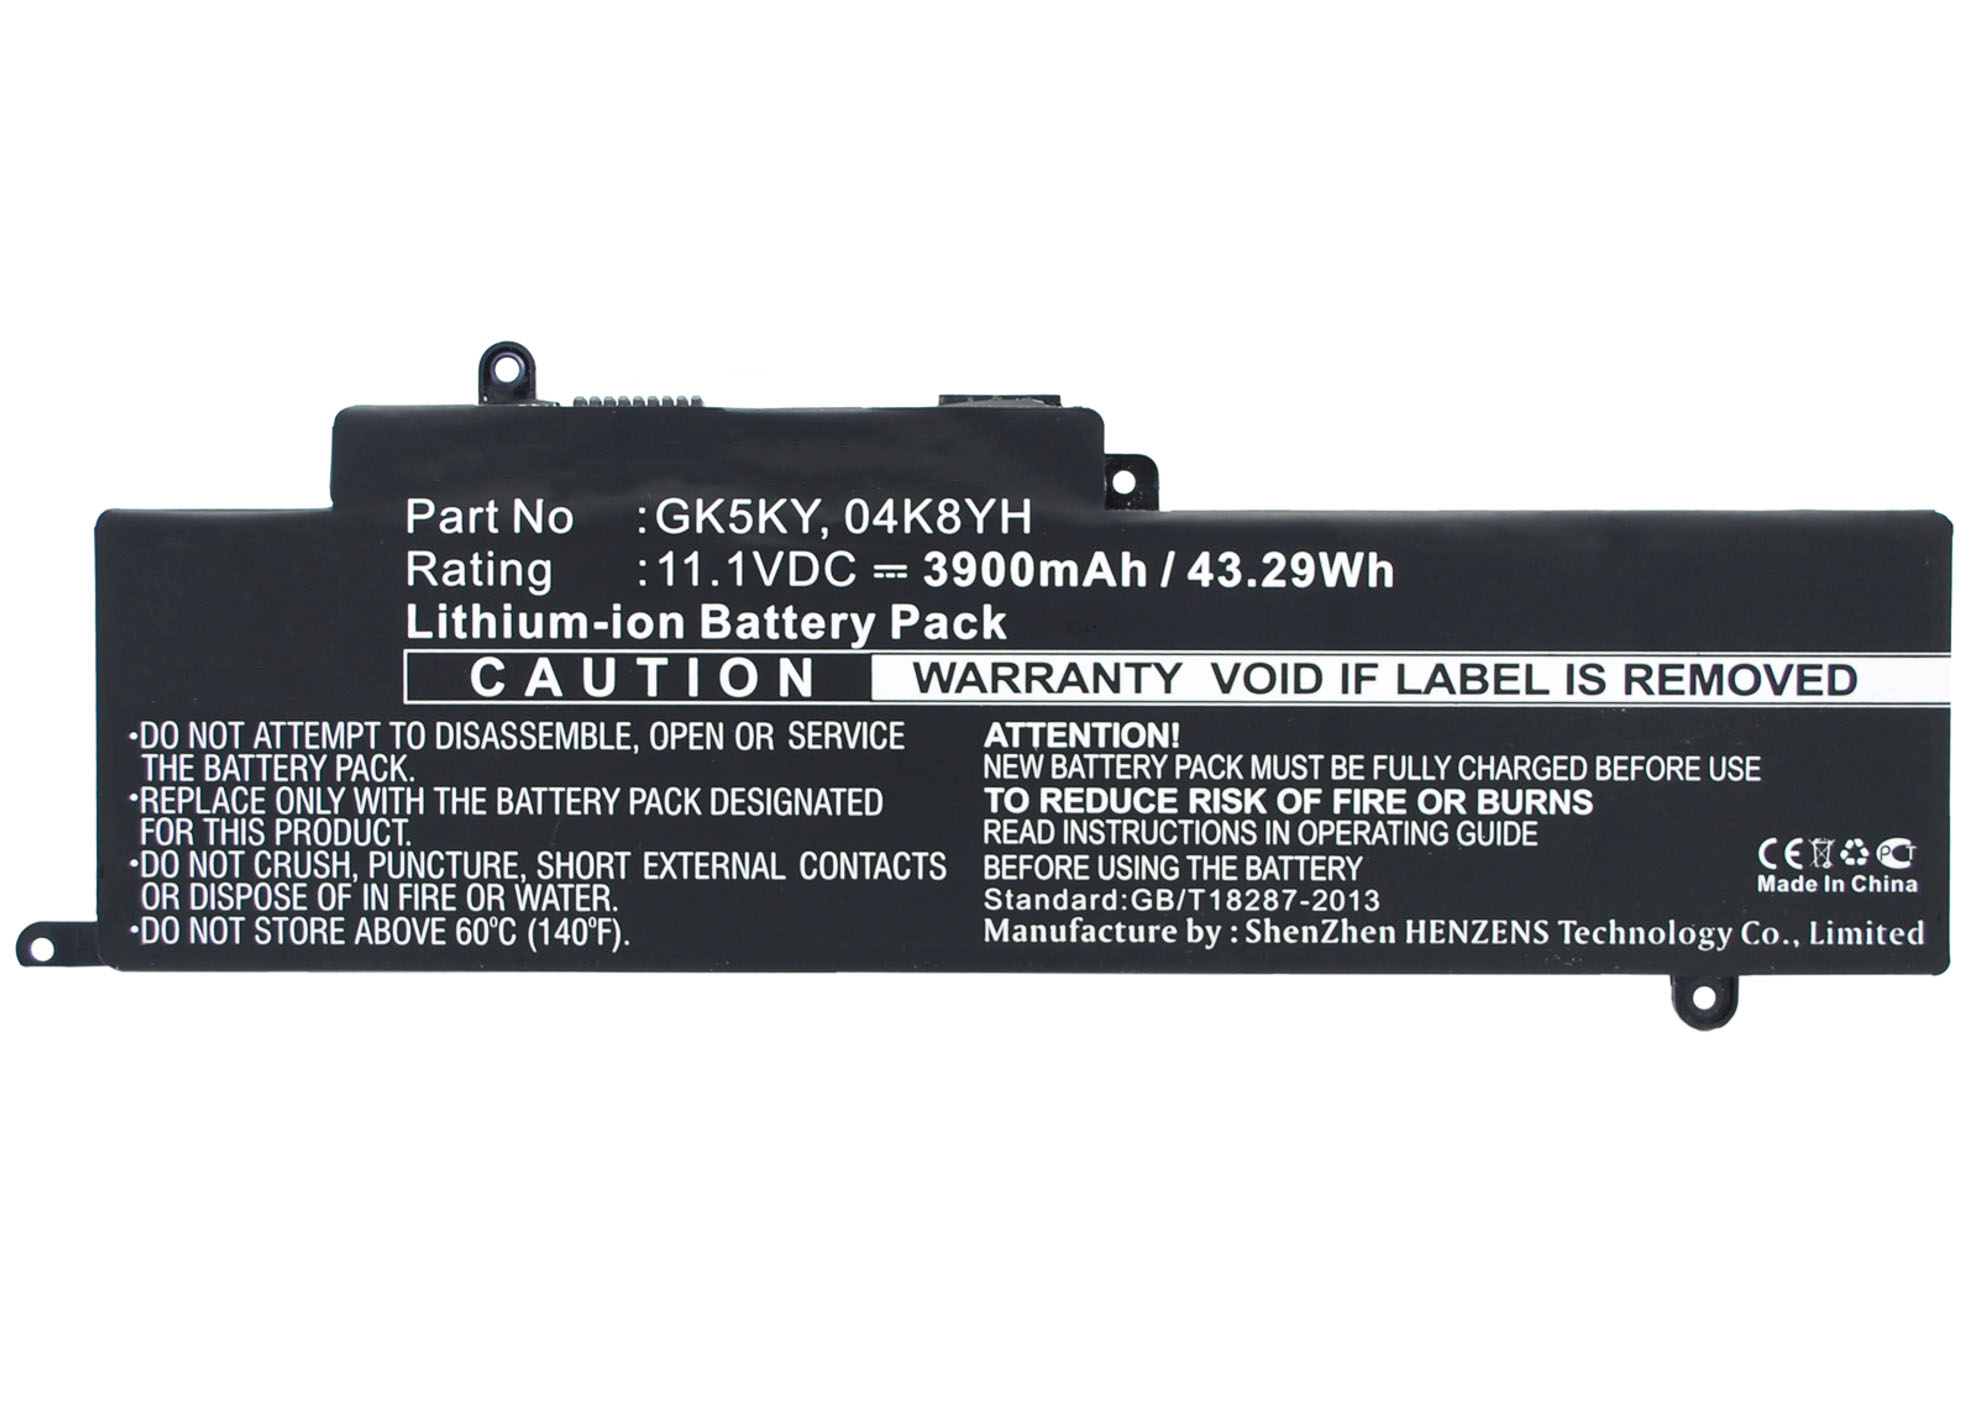 Part No :GK5KY, 04K8YH
Rating :11.1VDC ⎓ 3900mAh / 43.29Wh
Lithium-ion Battery Pack
CAUTION WARRANTY VOID IF LABEL IS REMOVED
•DO NOT ATTEMPT TO DISASSEMBLE, OPEN OR SERVICE
THE BATTERY PACK.
•REPLACE ONLY WITH THE BATTERY PACK DESIGNATED
FOR THIS PRODUCT.
•DO NOT CRUSH, PUNCTURE, SHORT EXTERNAL CONTACTS
OR DISPOSE OF IN FIRE OR WATER.
•DO NOT STORE ABOVE 60°C (140°F).
ATTENTION!
NEW BATTERY PACK MUST BE FULLY CHARGED BEFORE USE
TO REDUCE RISK OF FIRE OR BURNS
READ INSTRUCTIONS IN OPERATING GUIDE
BEFORE USING THE BATTERY
Standard:GB/T18287-2013
Manufacture by : ShenZhen HENZENS Technology Co., Limited
CE PCT
Made In China